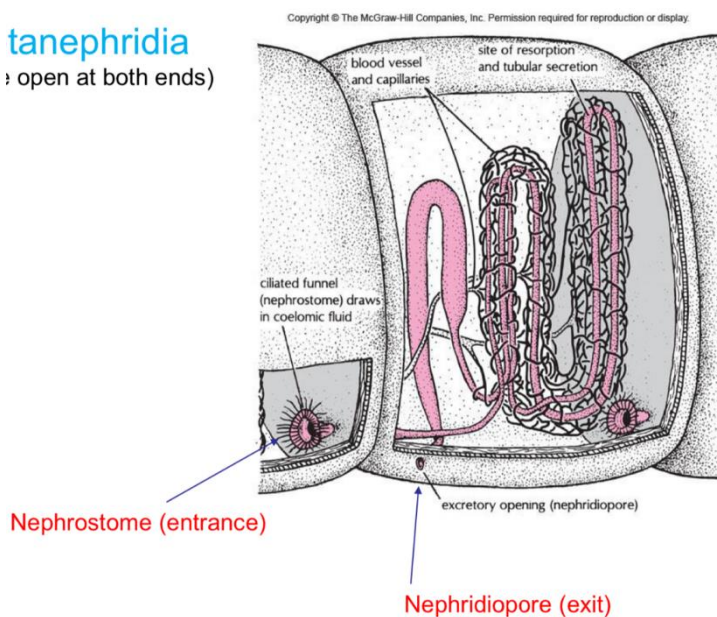 Copyright © The McGraw-Hill Companies, Inc. Permission required for reproduction or display.
tanephridia
open at both ends)
blood vessel
and capillaries
site of resorption
and tubular secretion
ciliated funnel
(nephrostome) draws
in coelomic fluid
excretory opening (nephridiopore)
Nephrostome (entrance)
Nephridiopore (exit)